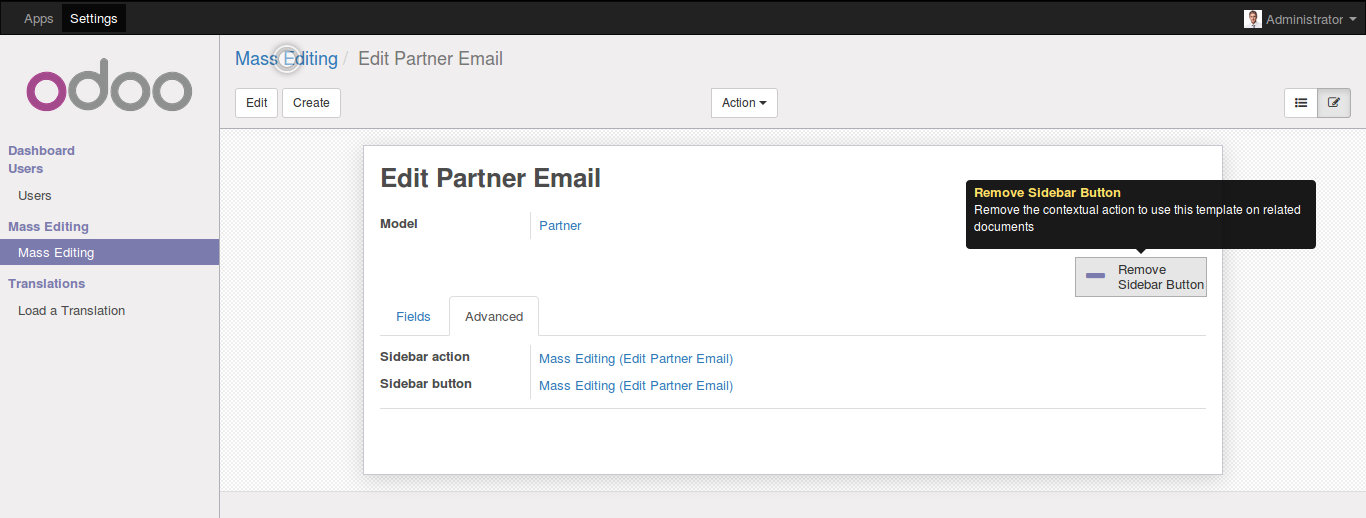 Apps Settings Administrator
odoo
Mass Editing / Edit Partner Email
Edit Create Action
Dashboard
Users
Users
Mass Editing
Mass Editing
Translations
Load a Translation
Edit Partner Email
Model Partner
Remove Sidebar Button
Remove the contextual action to use this template on related
documents
Remove
Sidebar Button
Fields Advanced
Sidebar action Mass Editing (Edit Partner Email)
Sidebar button Mass Editing (Edit Partner Email)